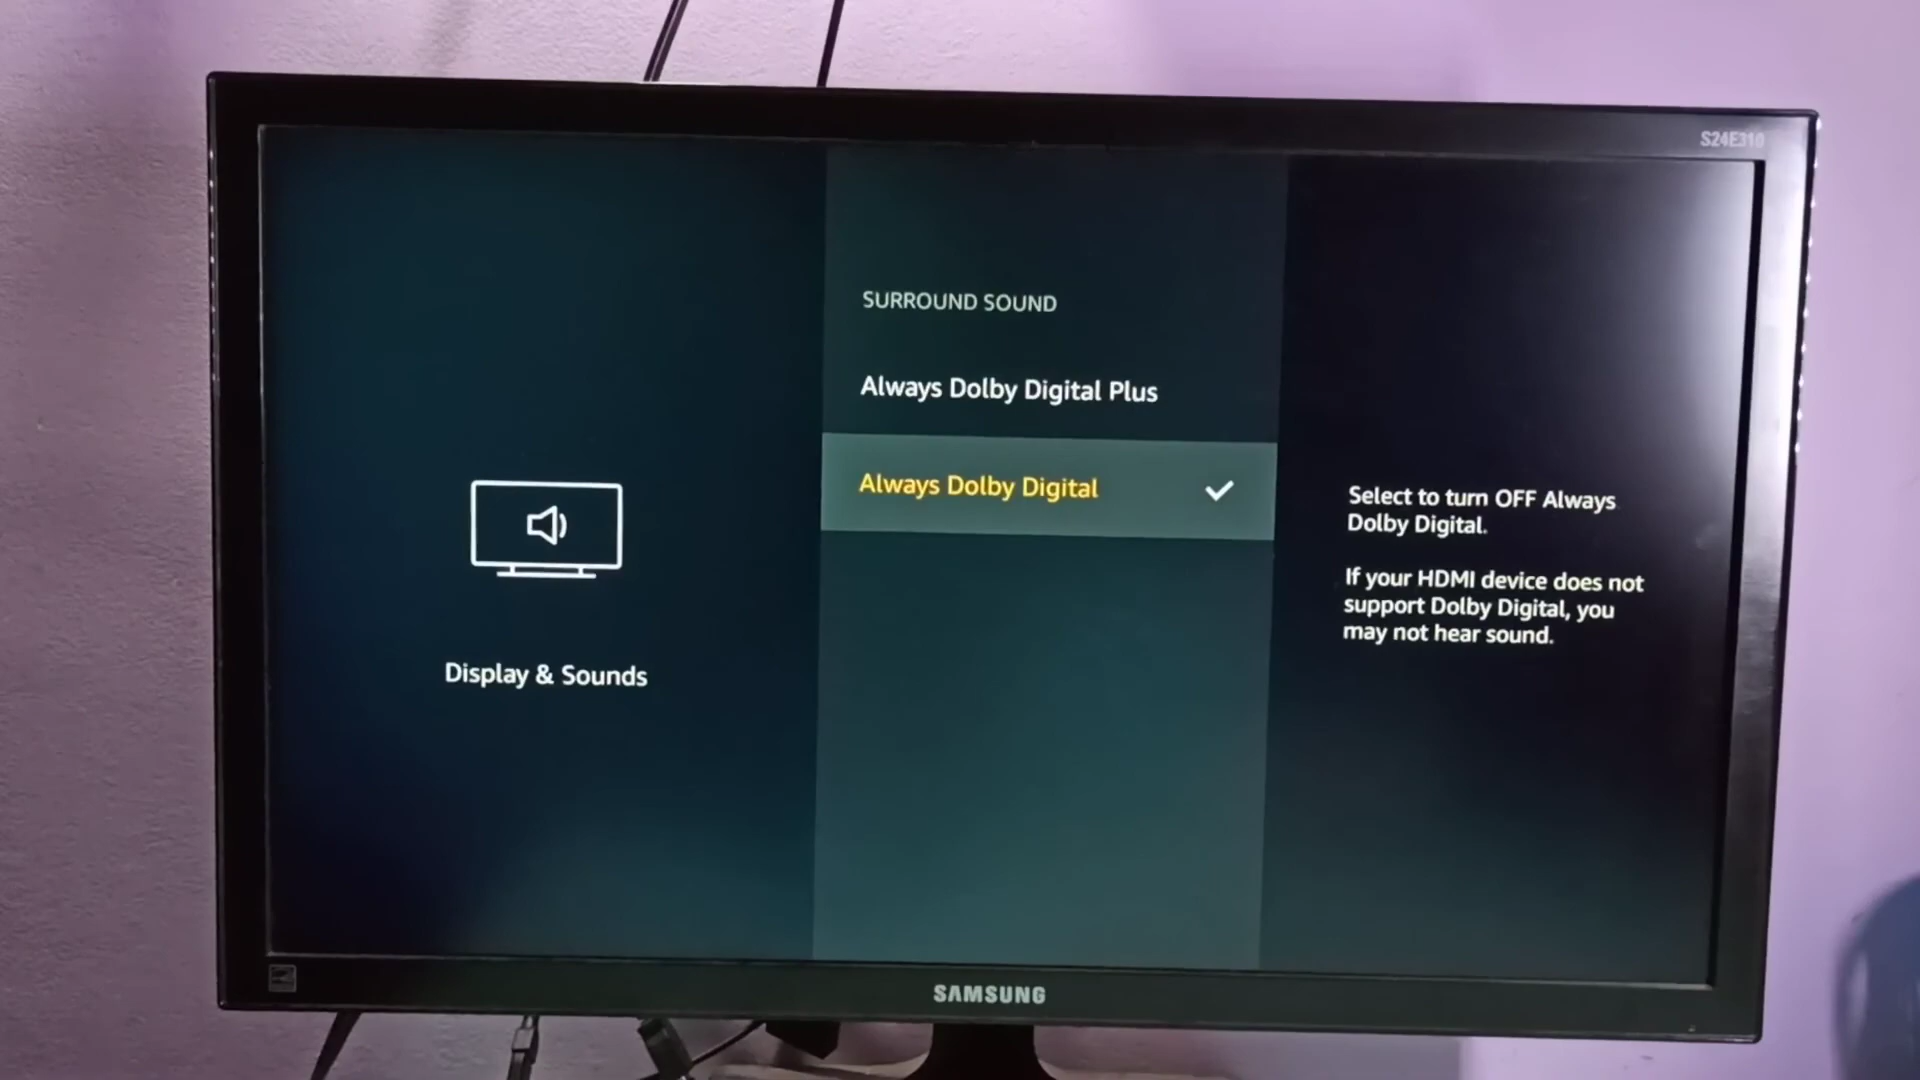 S24E310
SURROUND SOUND
Always Dolby Digital Plus
Always Dolby Digital
Select to turn OFF Always
Dolby Digital.
If your HDMI device does not
support Dolby Digital, you
may not hear sound.
Display & Sounds
SAMSUNG